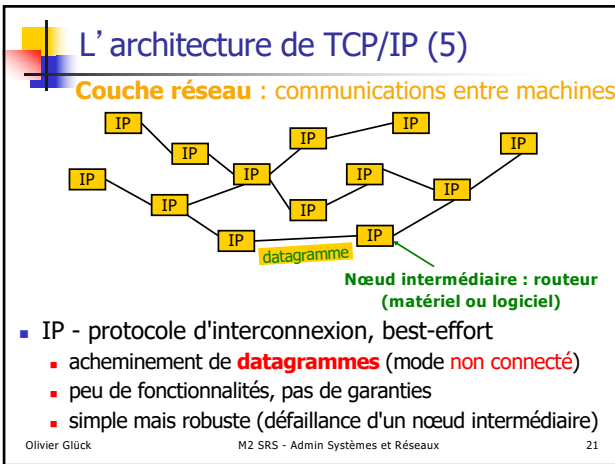 L'architecture de TCP/IP (5)
Couche réseau : communications entre machines
IP
IP
IP
IP
IP
IP
IP
IP
IP
IP
IP
IP
IP
datagramme
Nœud intermédiaire : routeur
(matériel ou logiciel)
IP - protocole d'interconnexion, best-effort
acheminement de datagrammes (mode non connecté)
peu de fonctionnalités, pas de garanties
simple mais robuste (défaillance d'un nœud intermédiaire)
Olivier Glück M2 SRS - Admin Systèmes et Réseaux 21